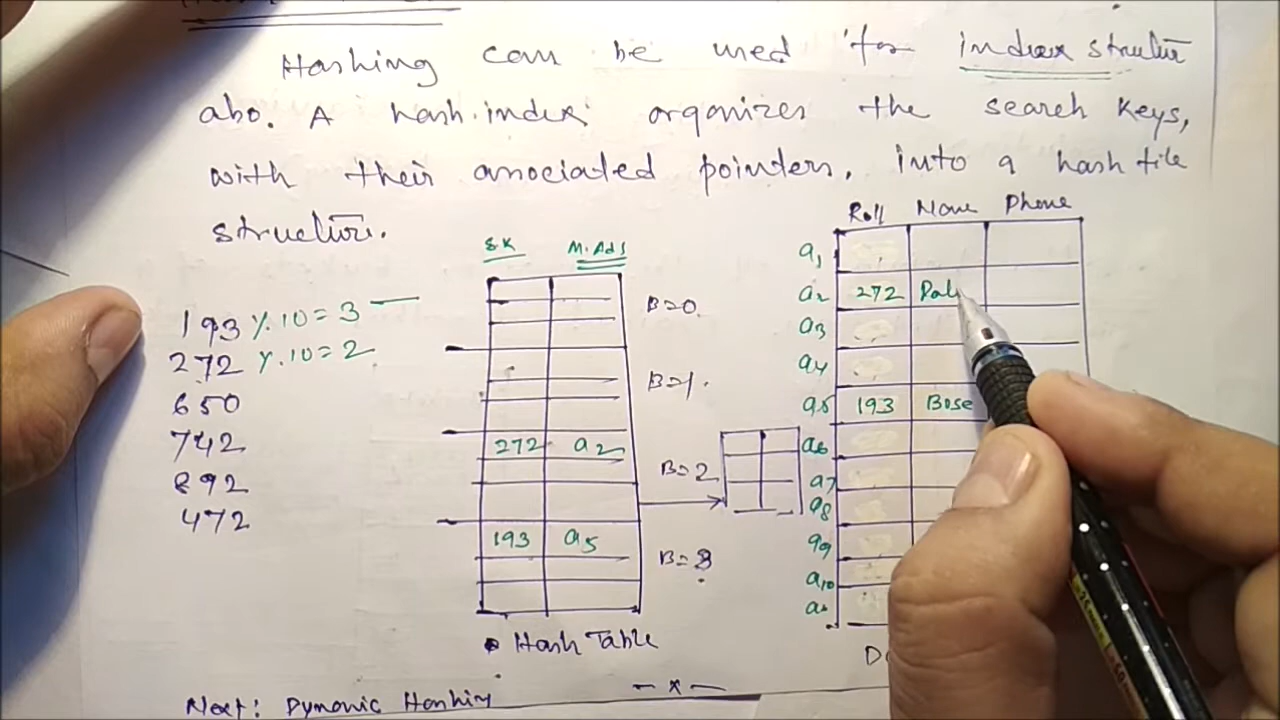 Hashing can be used for index structure
also. A hash index organizes the search keys,
with their associated pointers, into a hash file
structure.
S.K M.Ads
Roll Name Phone
a1
a2 272 Dal
a3
a4
a5 193 Bose
a6
a7
a8
a9
a10
193 %10 = 3
272 %10 = 2
650
742
892
472
B=0
B=1
272 a2 B=2
193 a5 B=3
Hash Table
Next: Dynamic Hashing
— x —